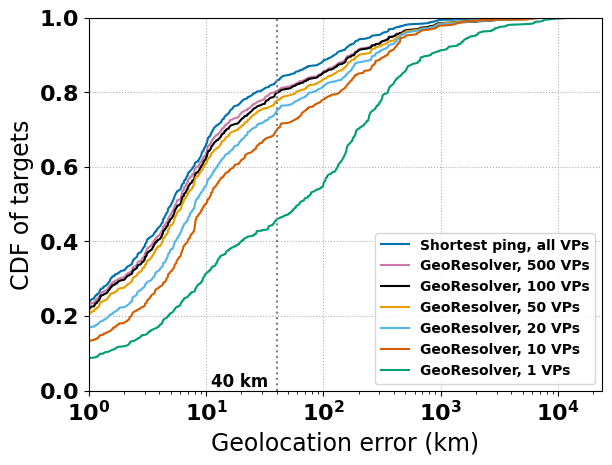 CDF of targets
1.0
0.8
0.6
0.4
0.2
0.0
40 km
Shortest ping, all VPs
GeoResolver, 500 VPs
GeoResolver, 100 VPs
GeoResolver, 50 VPs
GeoResolver, 20 VPs
GeoResolver, 10 VPs
GeoResolver, 1 VPs
10⁰ 10¹ 10² 10³ 10⁴
Geolocation error (km)